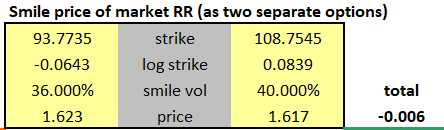 Smile price of market RR (as two separate options)
93.7735 strike 108.7545
-0.0643 log strike 0.0839
36.000% smile vol 40.000% total
1.623 price 1.617 -0.006